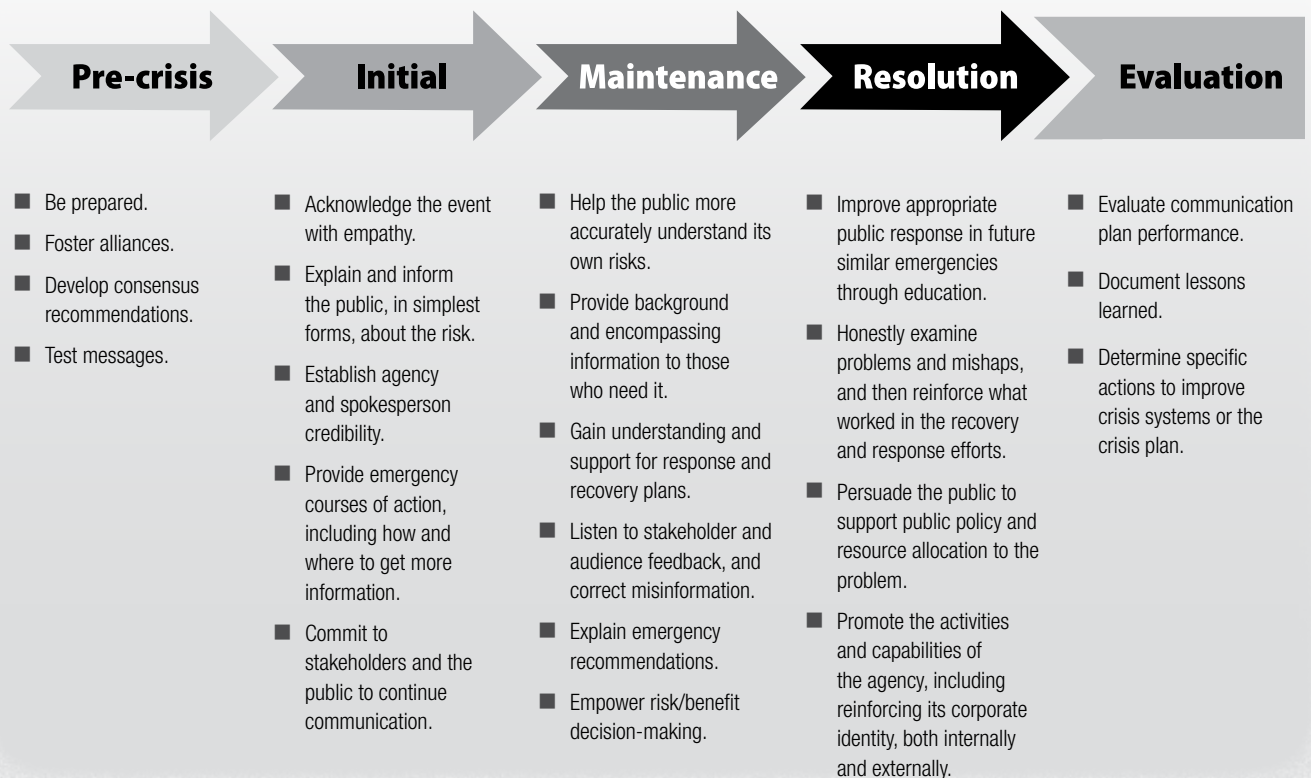 Pre-crisis
Initial
Maintenance
Resolution
Evaluation
■ Be prepared.
■ Foster alliances.
■ Develop consensus
recommendations.
■ Test messages.
■ Acknowledge the event
with empathy.
■ Explain and inform
the public, in simplest
forms, about the risk.
■ Establish agency
and spokesperson
credibility.
■ Provide emergency
courses of action,
including how and
where to get more
information.
■ Commit to
stakeholders and the
public to continue
communication.
■ Help the public more
accurately understand its
own risks.
■ Provide background
and encompassing
information to those
who need it.
■ Gain understanding and
support for response and
recovery plans.
■ Listen to stakeholder and
audience feedback, and
correct misinformation.
■ Explain emergency
recommendations.
■ Empower risk/benefit
decision-making.
■ Improve appropriate
public response in future
similar emergencies
through education.
■ Honestly examine
problems and mishaps,
and then reinforce what
worked in the recovery
and response efforts.
■ Persuade the public to
support public policy and
resource allocation to the
problem.
■ Promote the activities
and capabilities of
the agency, including
reinforcing its corporate
identity, both internally
and externally.
■ Evaluate communication
plan performance.
■ Document lessons
learned.
■ Determine specific
actions to improve
crisis systems or the
crisis plan.